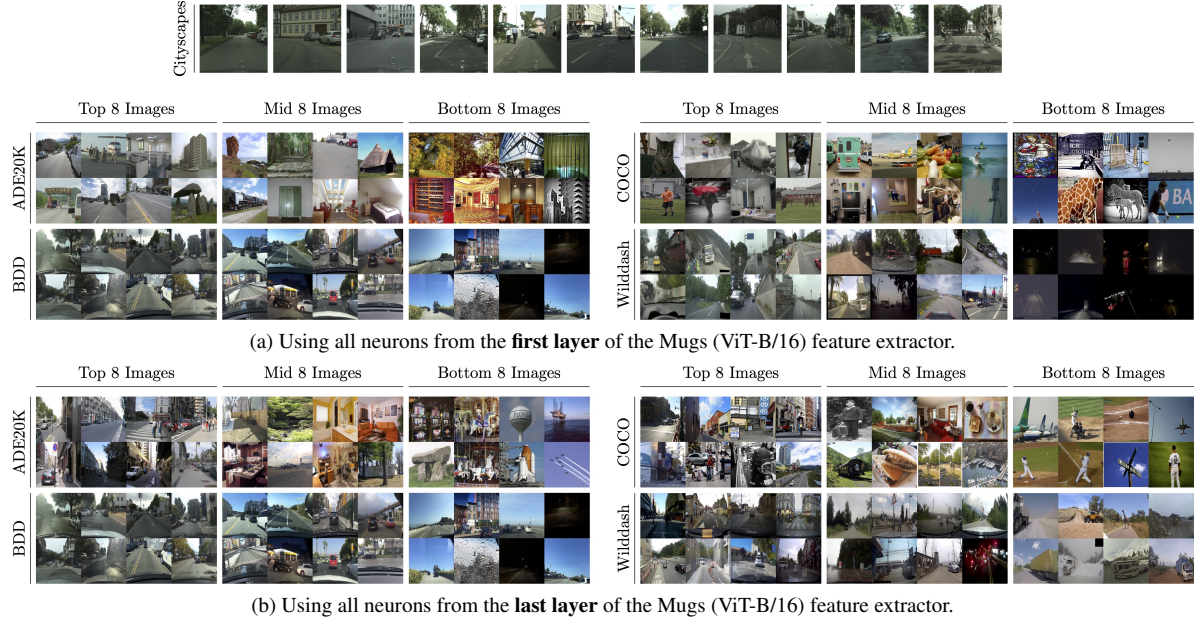 Cityscapes
Top 8 Images Mid 8 Images Bottom 8 Images Top 8 Images Mid 8 Images Bottom 8 Images
ADE20K COCO
BA
BDD Wilddash
(a) Using all neurons from the first layer of the Mugs (ViT-B/16) feature extractor.
Top 8 Images Mid 8 Images Bottom 8 Images Top 8 Images Mid 8 Images Bottom 8 Images
ADE20K COCO
BDD Wilddash
(b) Using all neurons from the last layer of the Mugs (ViT-B/16) feature extractor.